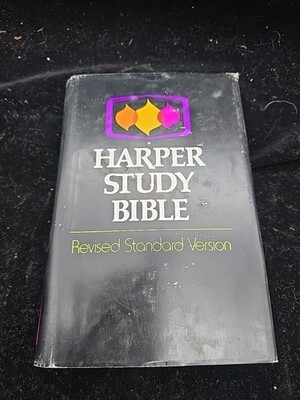 HARPER
STUDY
BIBLE
Revised Standard Version